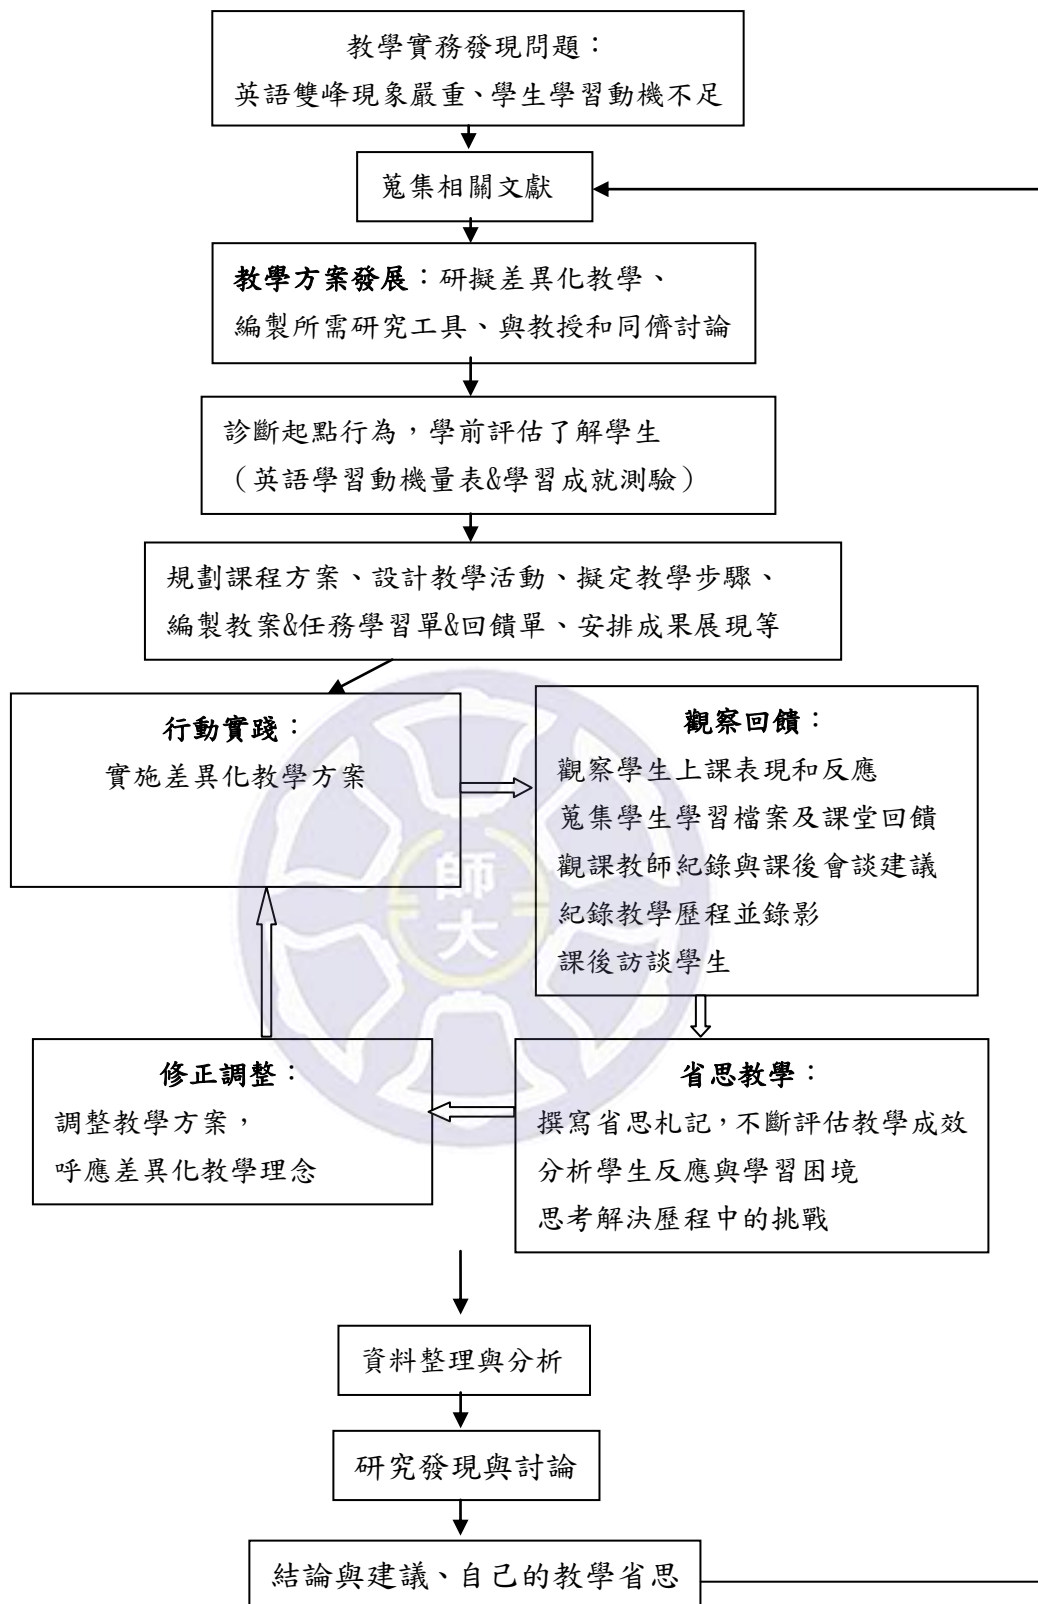 教學實務發現問題：
英語雙峰現象嚴重、學生學習動機不足
蒐集相關文獻
教學方案發展：研擬差異化教學、
編製所需研究工具、與教授和同儕討論
診斷起點行為，學前評估了解學生
（英語學習動機量表&學習成就測驗）
規劃課程方案、設計教學活動、擬定教學步驟、
編製教案&任務學習單&回饋單、安排成果展現等
行動實踐：
實施差異化教學方案
觀察回饋：
觀察學生上課表現和反應
蒐集學生學習檔案及課堂回饋
觀課教師紀錄與課後會談建議
紀錄教學歷程並錄影
課後訪談學生
師大
省思教學：
撰寫省思札記，不斷評估教學成效
分析學生反應與學習困境
思考解決歷程中的挑戰
修正調整：
調整教學方案，
呼應差異化教學理念
資料整理與分析
研究發現與討論
結論與建議、自己的教學省思